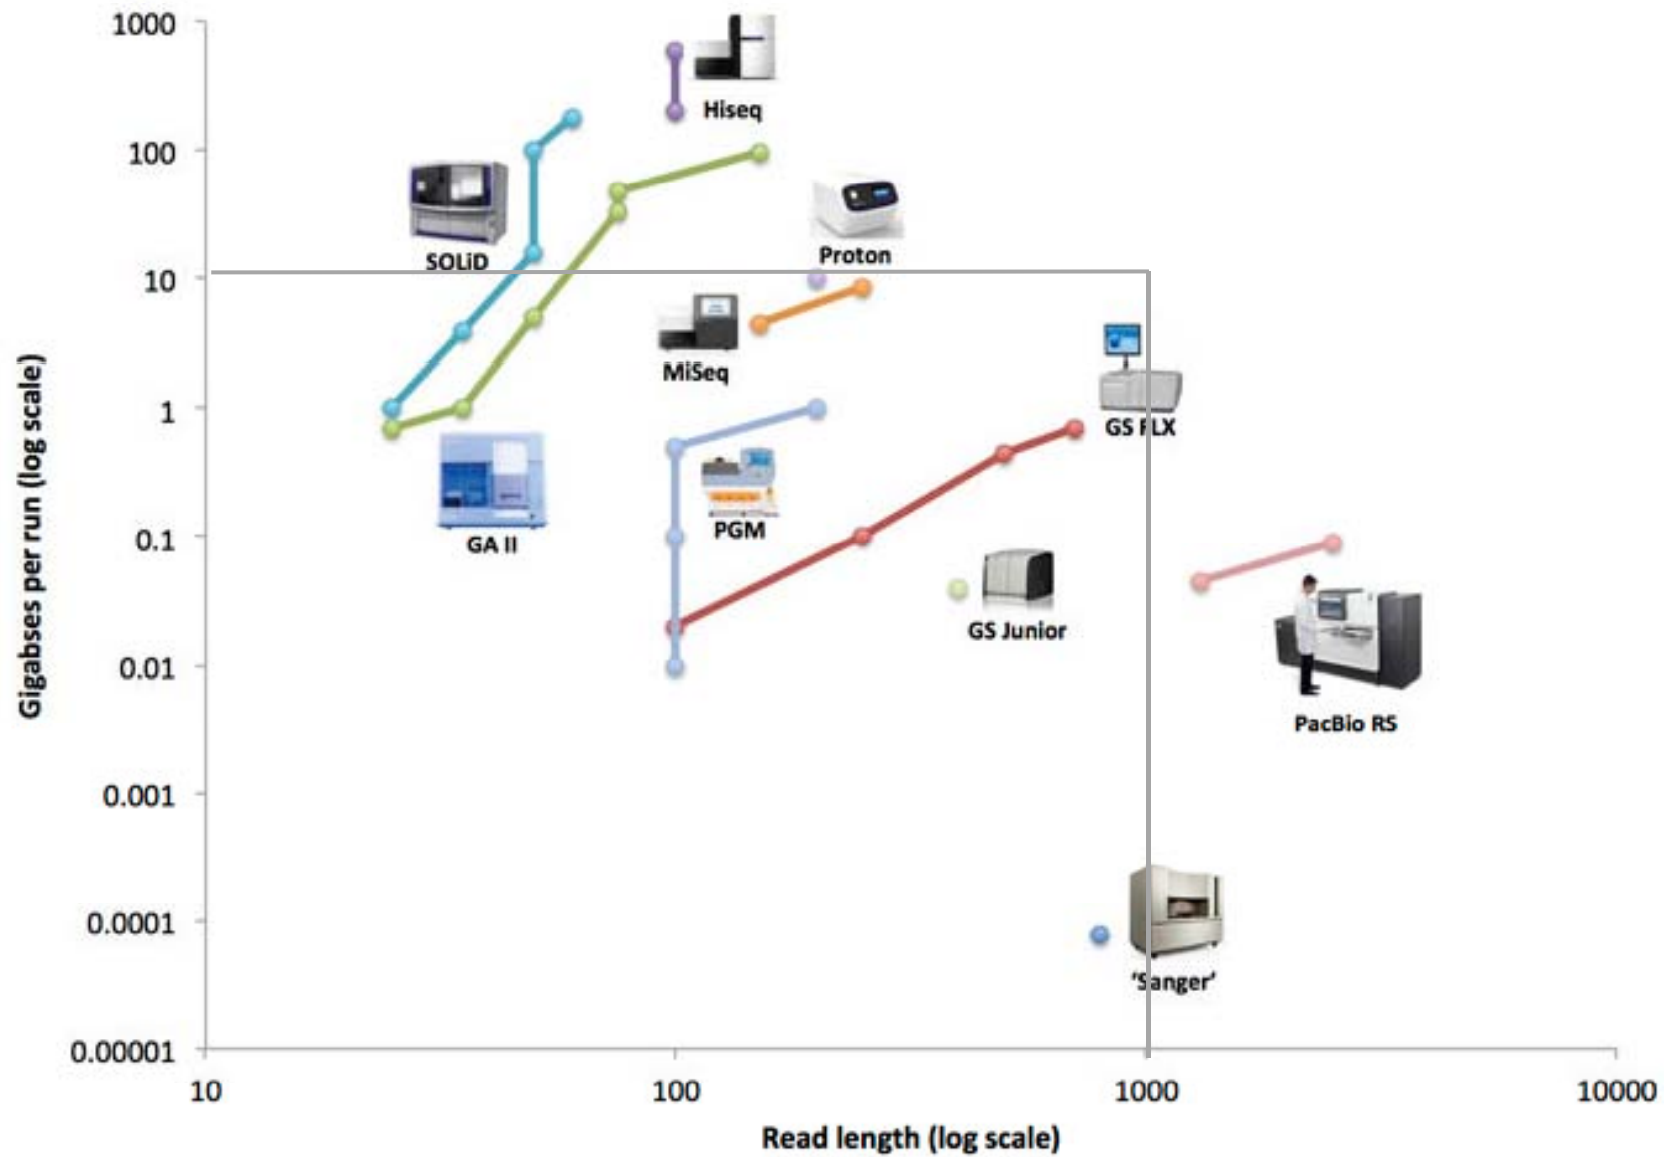 1000
Hiseq
100
SOLiD
Proton
10
MiSeq
GS FLX
1
GA II
PGM
0.1
GS Junior
0.01
PacBio RS
0.001
0.0001
'Sanger'
0.00001
10
100
1000
10000
Read length (log scale)
Gigabses per run (log scale)